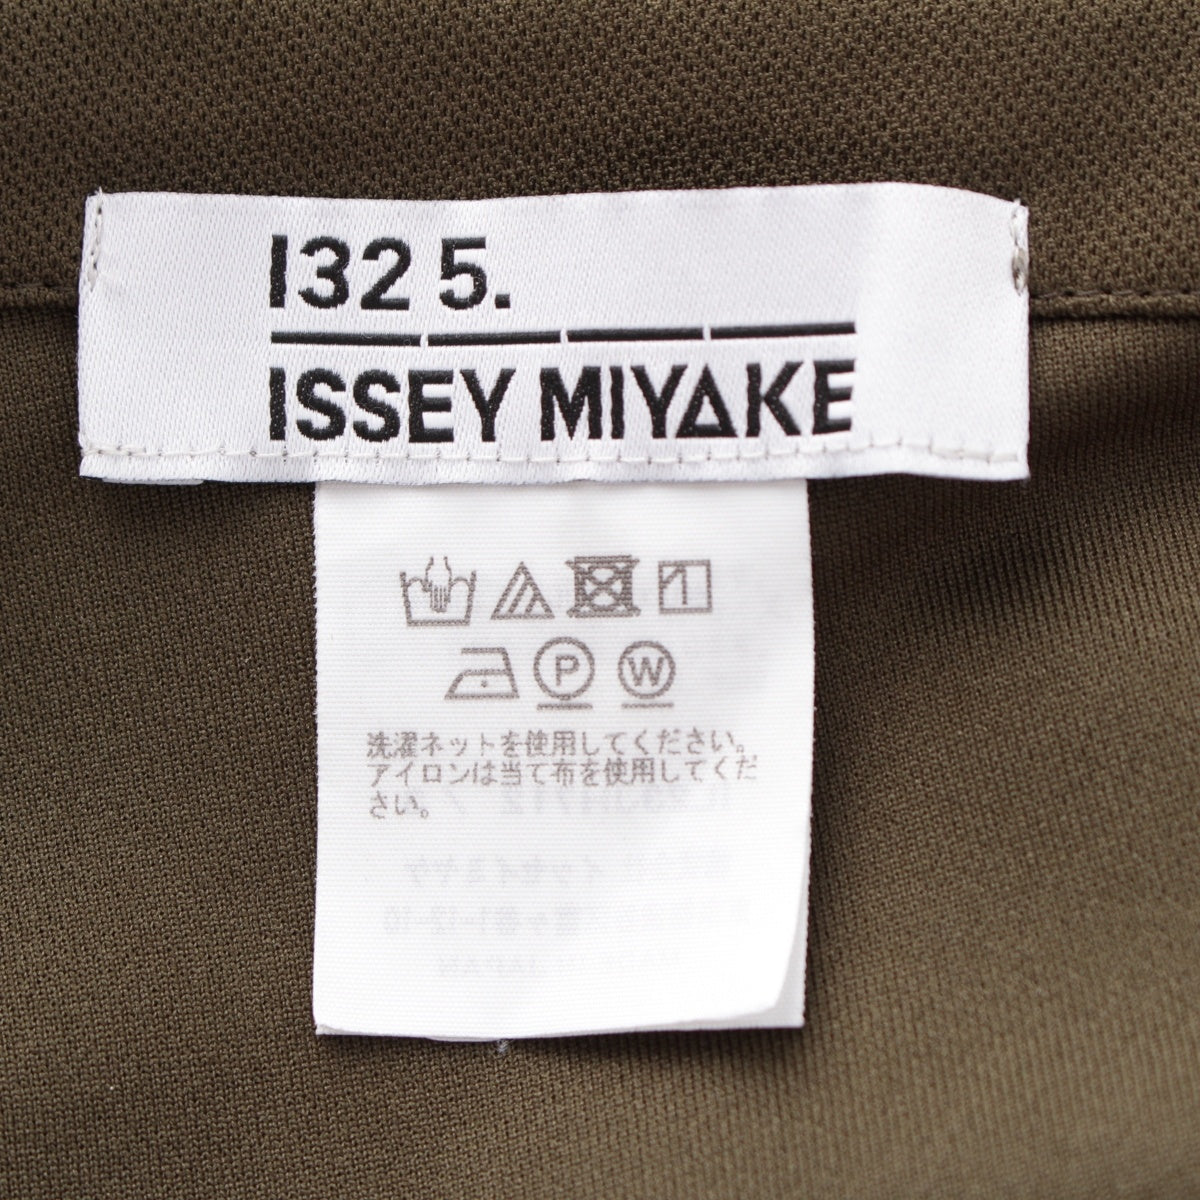 132 5.
ISSEY MIYAKE
P W
洗濯ネットを使用してください。
アイロンは当て布を使用してくだ
さい。